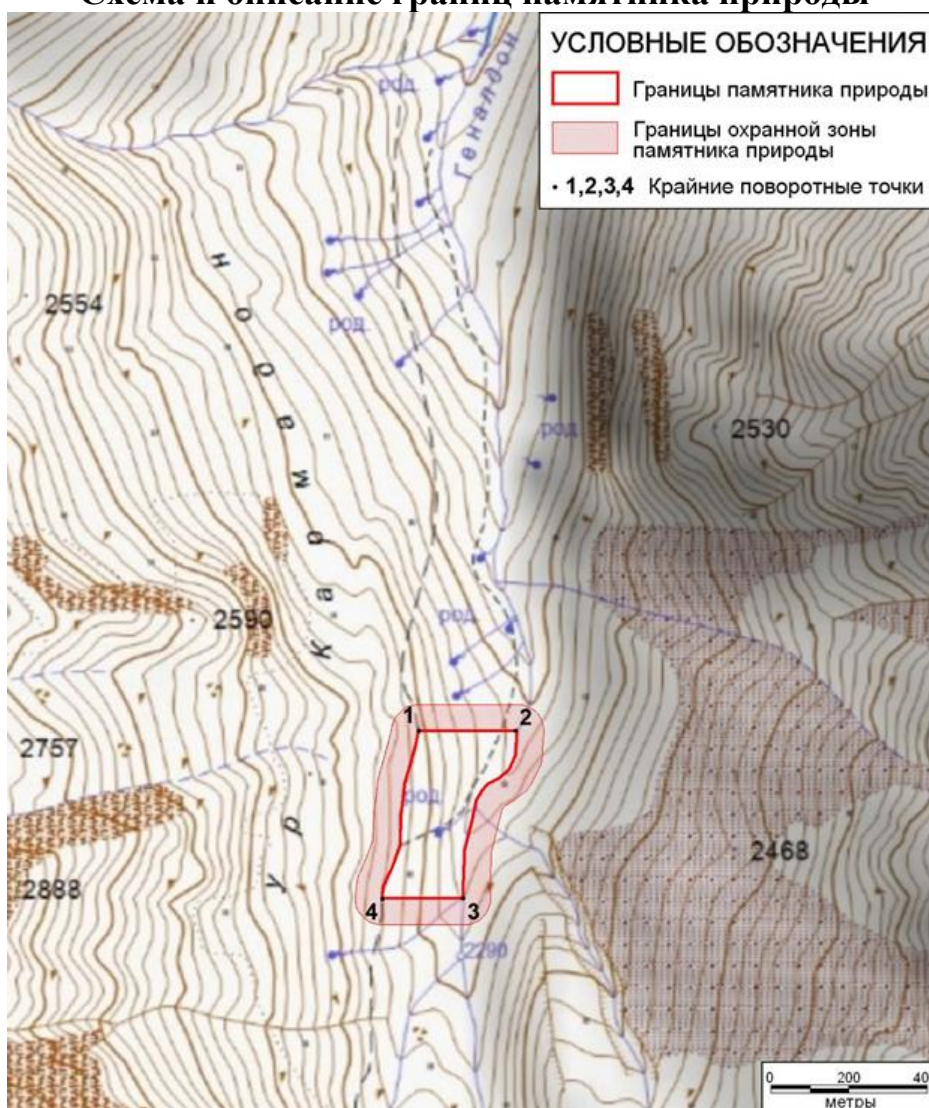 Схема и описание границ памятника природы
УСЛОВНЫЕ ОБОЗНАЧЕНИЯ
Границы памятника природы
Границы охранной зоны
памятника природы
· 1,2,3,4 Крайние поворотные точки
род.
Геналдон
2554
род.
2530
род.
2590
род.
ур. Кармадон
1
2
2757
род.
2468
2888
4
3
2290
0 200 40
метры